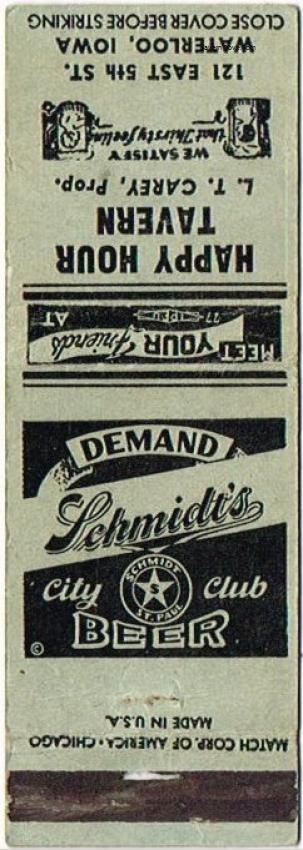 CLOSE COVER BEFORE STRIKING
WATERLOO, IOWA
121 EAST 5th ST.
that Thirsty feeling
WE SATISFY
L. T. CAREY, Prop.
TAVERN
HAPPY HOUR
MEET YOUR Friends AT
DEMAND
Schmidt's
City Club
SCHMIDT
S
ST. PAUL
BEER
©
MATCH CORP. OF AMERICA • CHICAGO
MADE IN U.S.A.